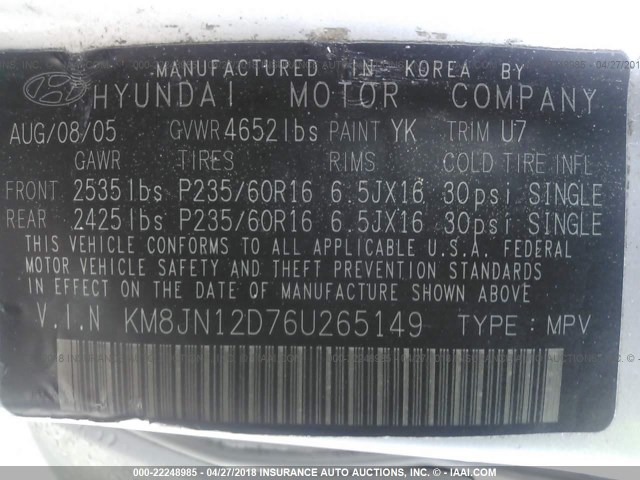 MANUFACTURED IN KOREA BY
HYUNDAI MOTOR COMPANY
AUG/08/05 GVWR 4652lbs PAINT YK TRIM U7
GAWR TIRES RIMS COLD TIRE INFL
FRONT 2535lbs P235/60R16 6.5JX16 30psi SINGLE
REAR 2425lbs P235/60R16 6.5JX16 30psi SINGLE
THIS VEHICLE CONFORMS TO ALL APPLICABLE U.S.A. FEDERAL
MOTOR VEHICLE SAFETY AND THEFT PREVENTION STANDARDS
IN EFFECT ON THE DATE OF MANUFACTURE SHOWN ABOVE.
V.I.N KM8JN12D76U265149 TYPE : MPV
000-22248985 - 04/27/2018 INSURANCE AUTO AUCTIONS, INC. - © - IAAI.COM